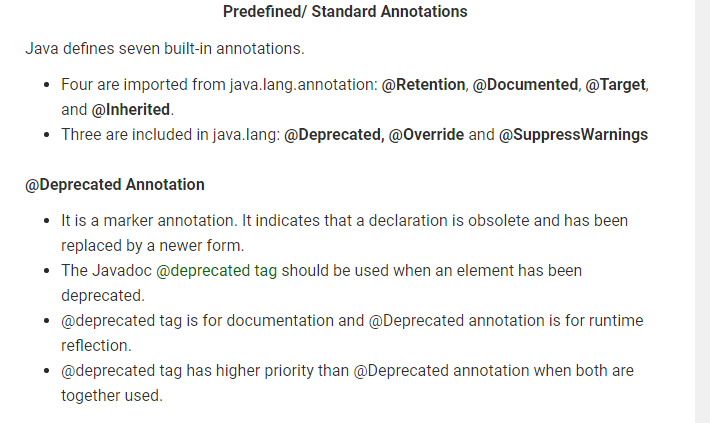 Predefined/ Standard Annotations
Java defines seven built-in annotations.
• Four are imported from java.lang.annotation: @Retention, @Documented, @Target,
and @Inherited.
• Three are included in java.lang: @Deprecated, @Override and @SuppressWarnings
@Deprecated Annotation
• It is a marker annotation. It indicates that a declaration is obsolete and has been
replaced by a newer form.
• The Javadoc @deprecated tag should be used when an element has been
deprecated.
• @deprecated tag is for documentation and @Deprecated annotation is for runtime
reflection.
• @deprecated tag has higher priority than @Deprecated annotation when both are
together used.